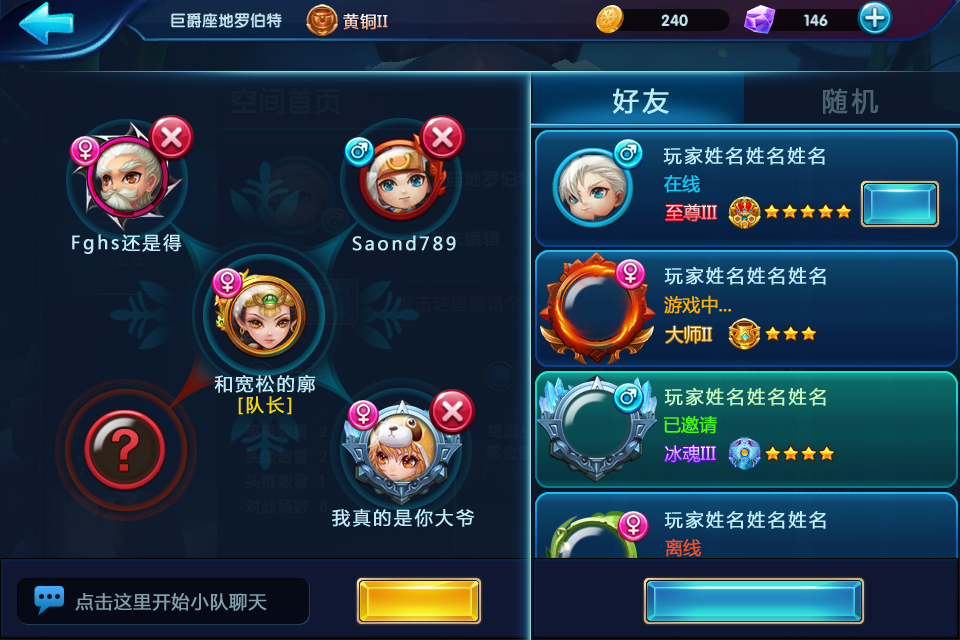 巨爵座地罗伯特
黄铜II
240
146
好友
随机
空间首页
Fghs还是得
Saond789
和宽松的廓
[队长]
?
我真的是你大爷
点击这里开始小队聊天
玩家姓名姓名姓名
在线
至尊III
玩家姓名姓名姓名
游戏中...
大师II
玩家姓名姓名姓名
已邀请
冰魂III
玩家姓名姓名姓名
离线